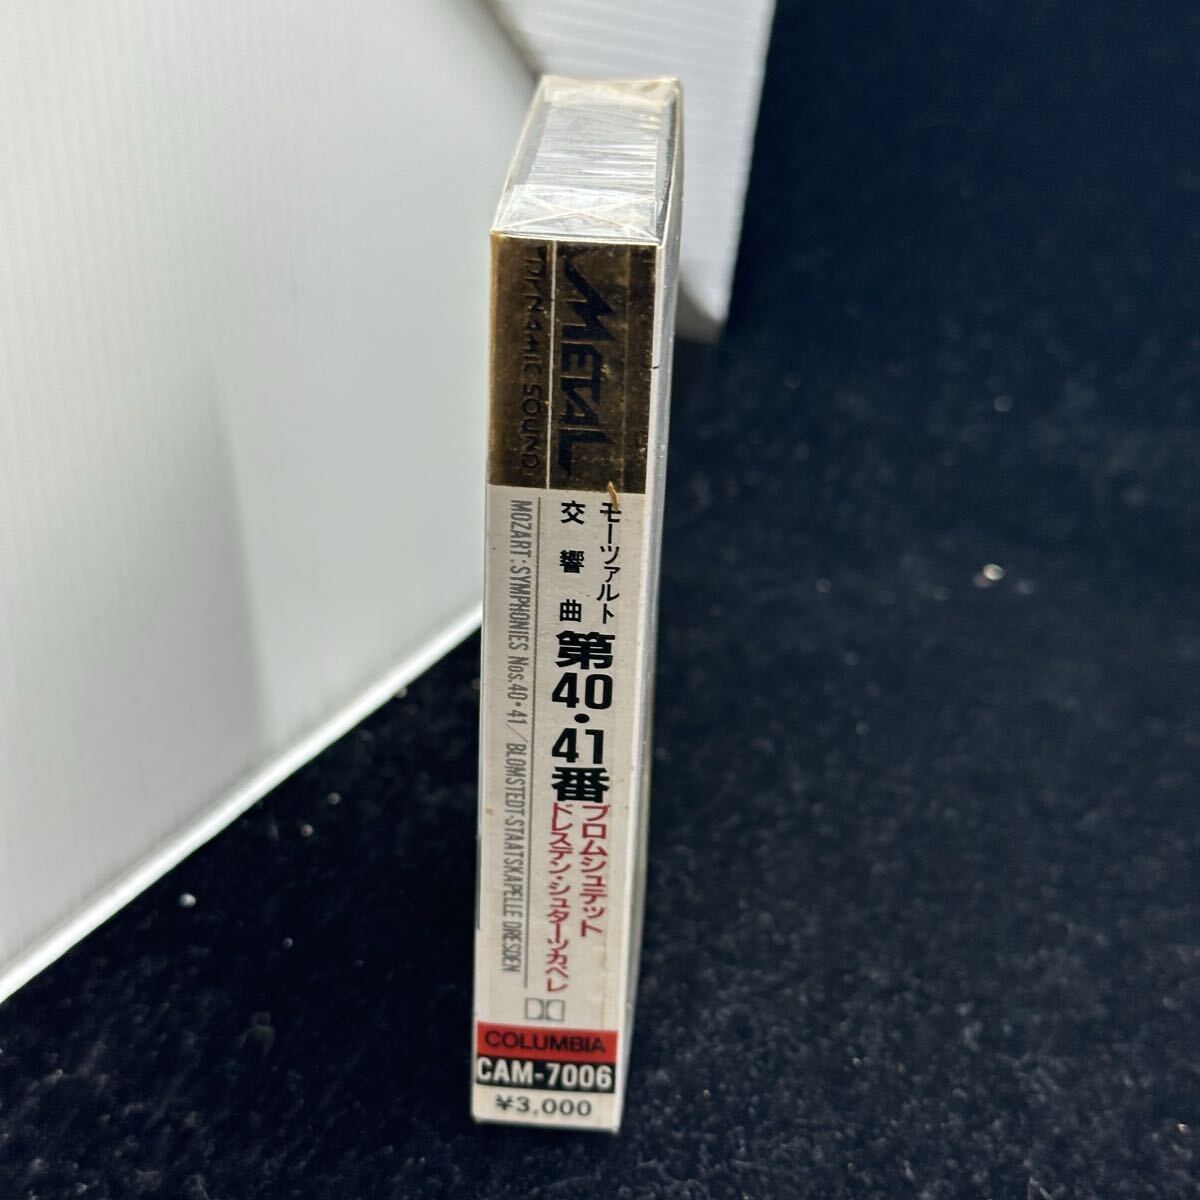 METAL
DYNAMIC SOUND
モーツァルト
交響曲
第40・41番
ブロムシュテット
ドレスデン・シュターツカペレ
MOZART: SYMPHONIES Nos.40・41/BLOMSTEDT-STAATSKAPELLE DRESDEN
COLUMBIA
CAM-7006
¥3,000